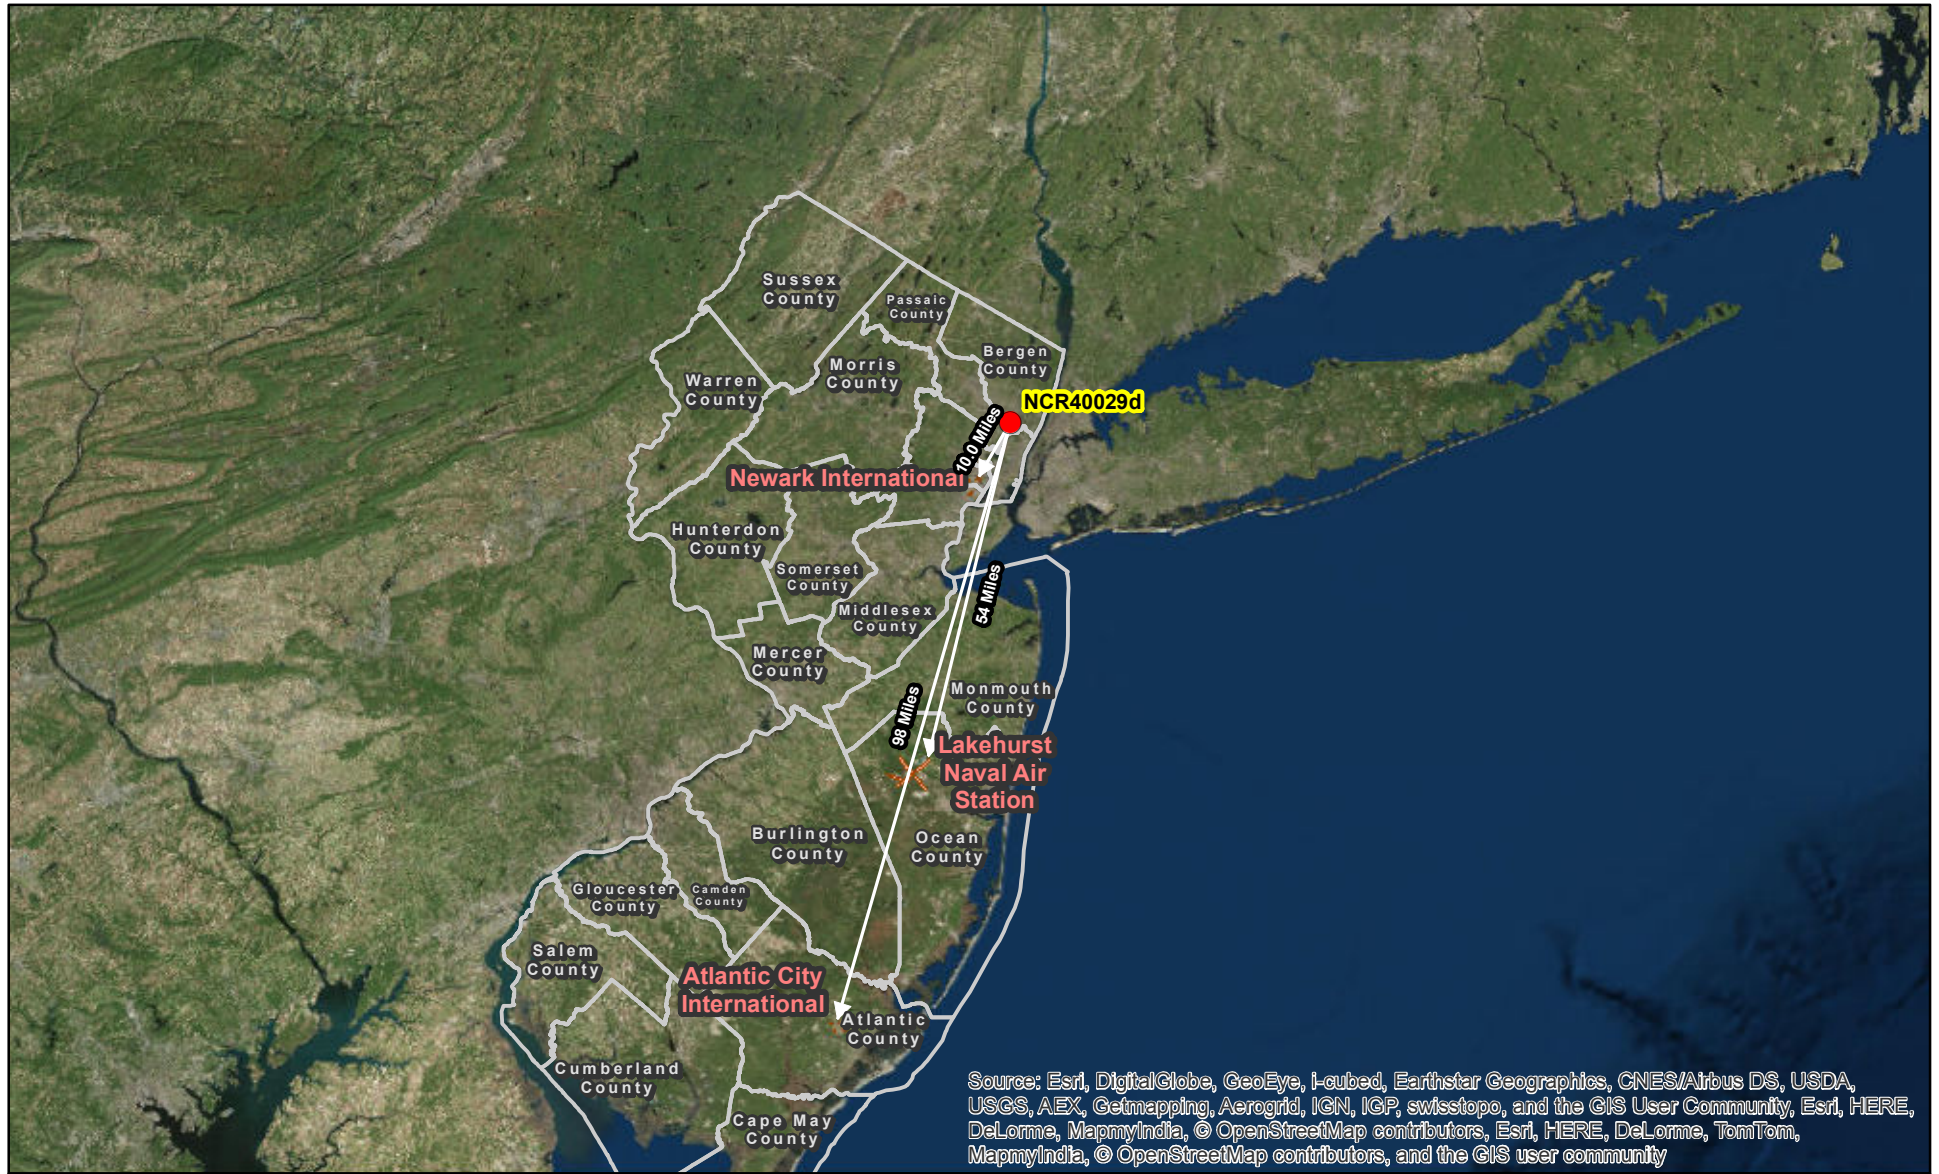 Sussex
County
Passaic
County
Bergen
County
Morris
County
Warren
County
NCR40029d
10.0 Miles
Newark International
Hunterdon
County
Somerset
County
54 Miles
Middlesex
County
Mercer
County
Monmouth
County
98 Miles
Lakehurst
Naval Air
Station
Burlington
County
Ocean
County
Gloucester
County
Camden
County
Salem
County
Atlantic City
International
Atlantic
County
Cumberland
County
Cape May
County
Source: Esri, DigitalGlobe, GeoEye, i-cubed, Earthstar Geographics, CNES/Airbus DS, USDA,
USGS, AEX, Getmapping, Aerogrid, IGN, IGP, swisstopo, and the GIS User Community, Esri, HERE,
DeLorme, MapmyIndia, © OpenStreetMap contributors, Esri, HERE, DeLorme, TomTom,
MapmyIndia, © OpenStreetMap contributors, and the GIS user community